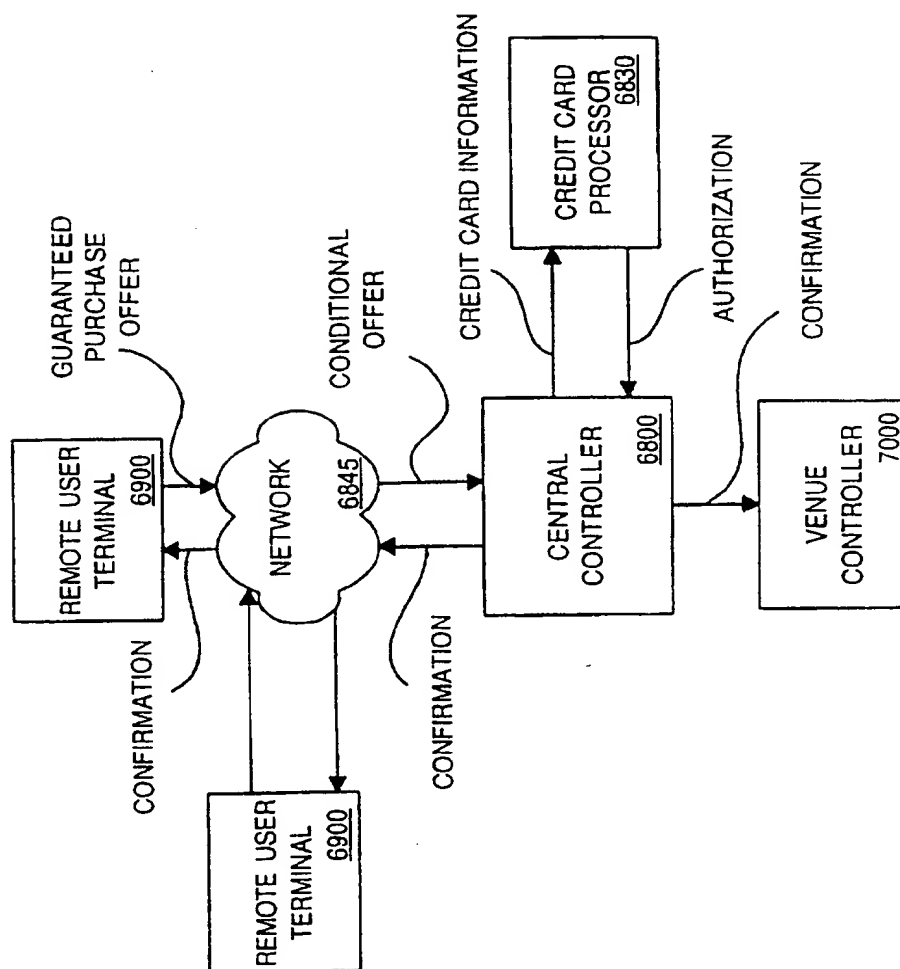 REMOTE USER
TERMINAL
6900
CONFIRMATION
REMOTE USER
TERMINAL
6900
GUARANTEED
PURCHASE
OFFER
CONFIRMATION
NETWORK
6845
CONDITIONAL
OFFER
CENTRAL
CONTROLLER
6800
CREDIT CARD INFORMATION
CREDIT CARD
PROCESSOR
6830
AUTHORIZATION
CONFIRMATION
VENUE
CONTROLLER
7000